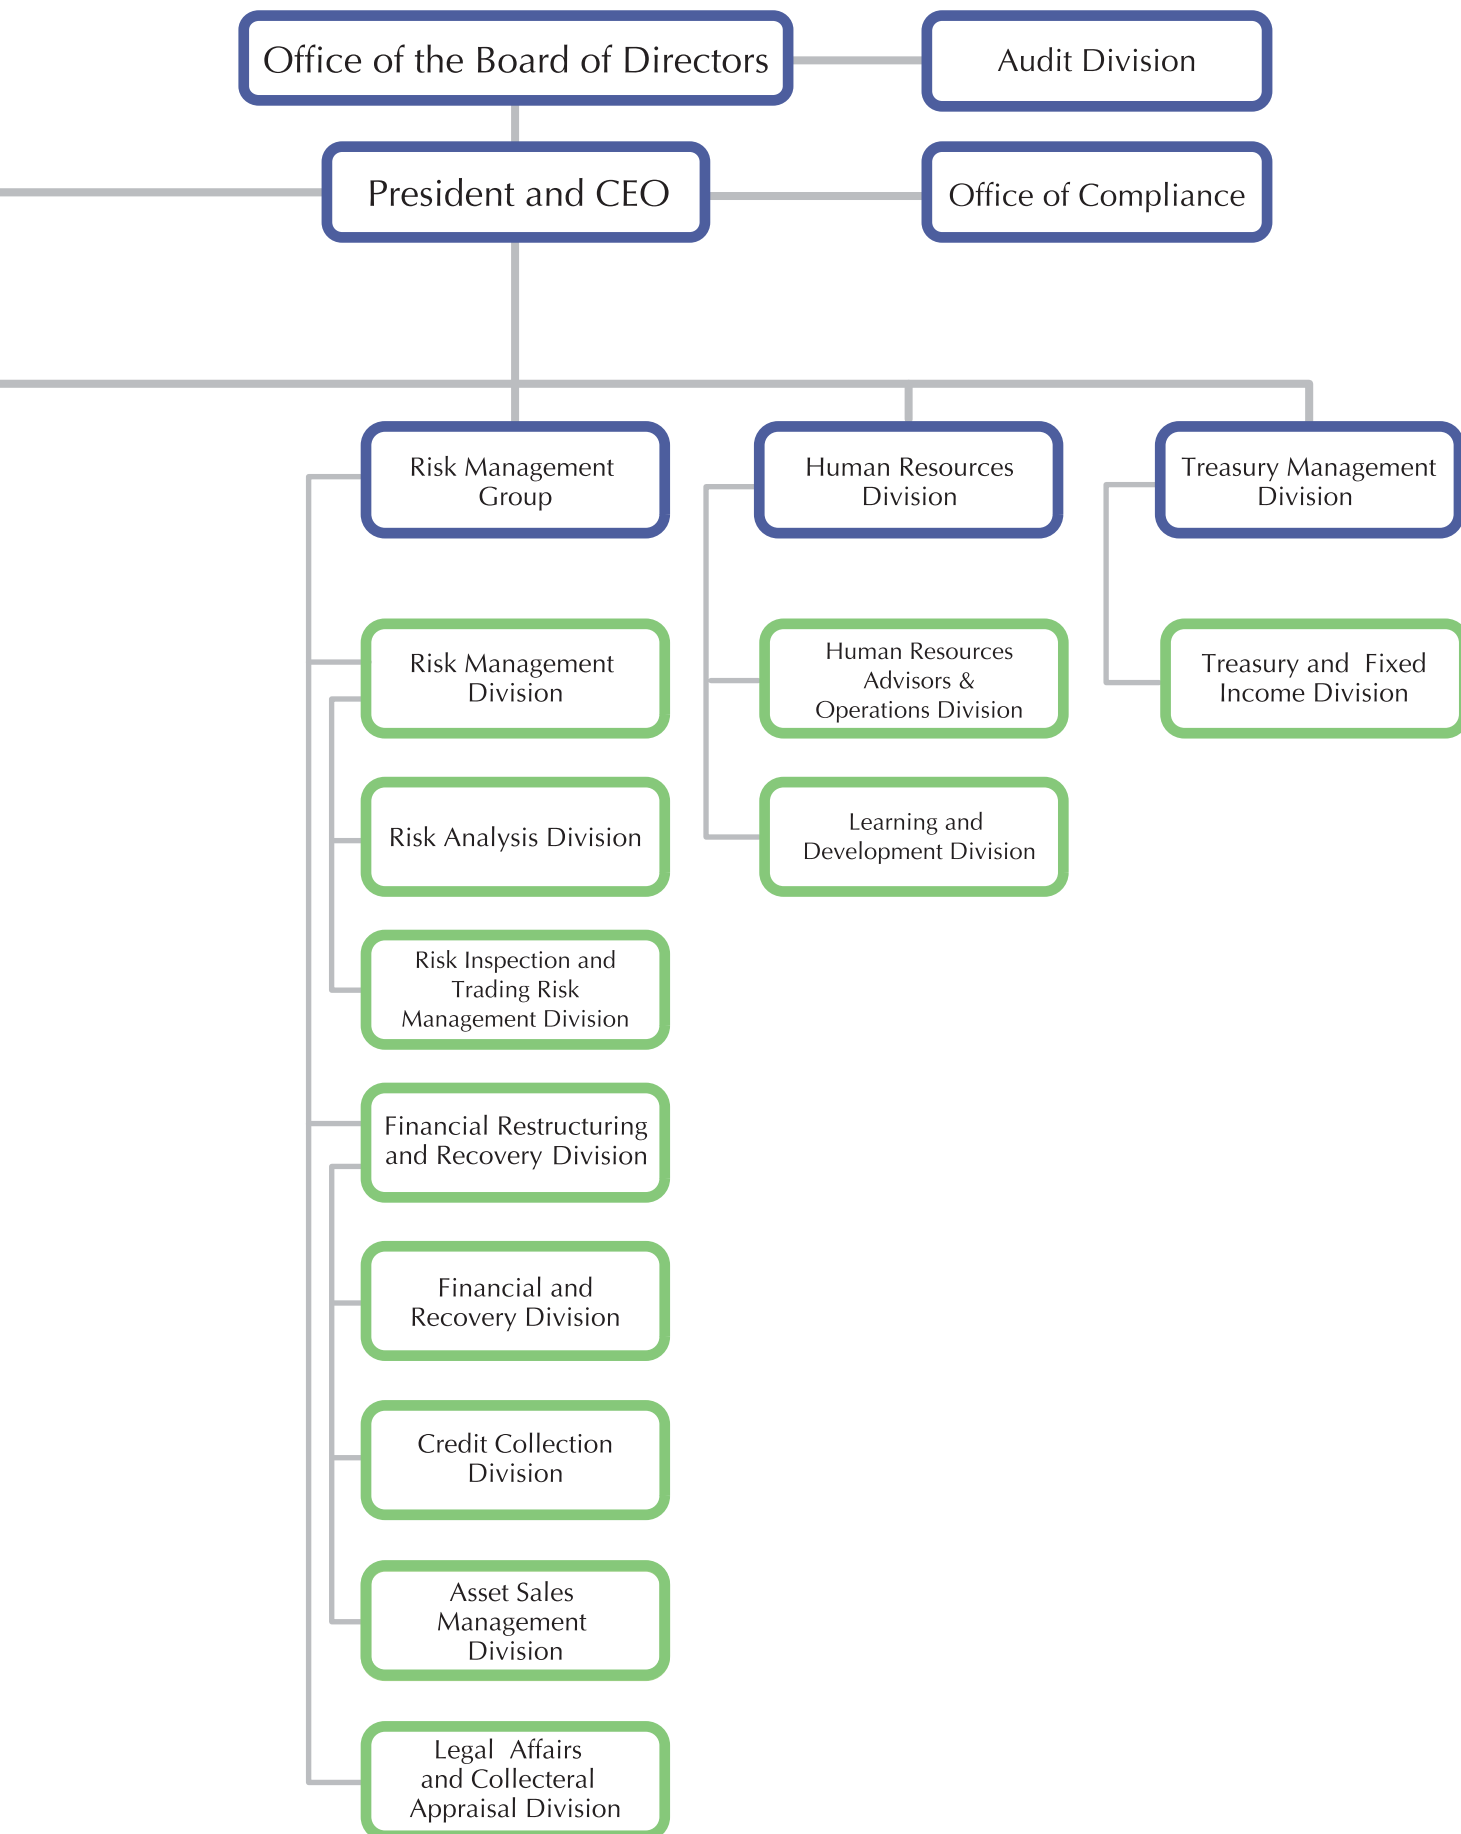 Office of the Board of Directors
Audit Division
President and CEO
Office of Compliance
Risk Management
Group
Human Resources
Division
Treasury Management
Division
Risk Management
Division
Human Resources
Advisors &
Operations Division
Treasury and  Fixed
Income Division
Risk Analysis Division
Learning and
Development Division
Risk Inspection and
Trading Risk
Management Division
Financial Restructuring
and Recovery Division
Financial and
Recovery Division
Credit Collection
Division
Asset Sales
Management
Division
Legal  Affairs
and Collecteral
Appraisal Division